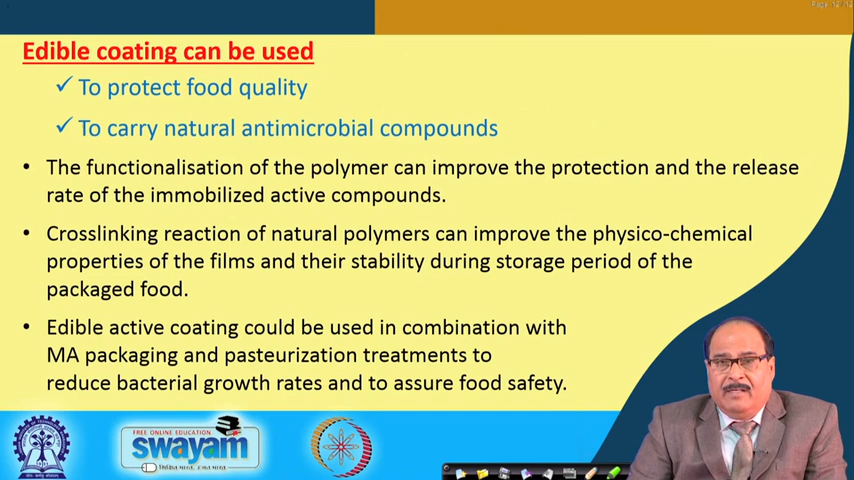 Page 12/12
Edible coating can be used
✓ To protect food quality
✓ To carry natural antimicrobial compounds
• The functionalisation of the polymer can improve the protection and the release
rate of the immobilized active compounds.
• Crosslinking reaction of natural polymers can improve the physico-chemical
properties of the films and their stability during storage period of the
packaged food.
• Edible active coating could be used in combination with
MA packaging and pasteurization treatments to
reduce bacterial growth rates and to assure food safety.
FREE ONLINE EDUCATION
swayam